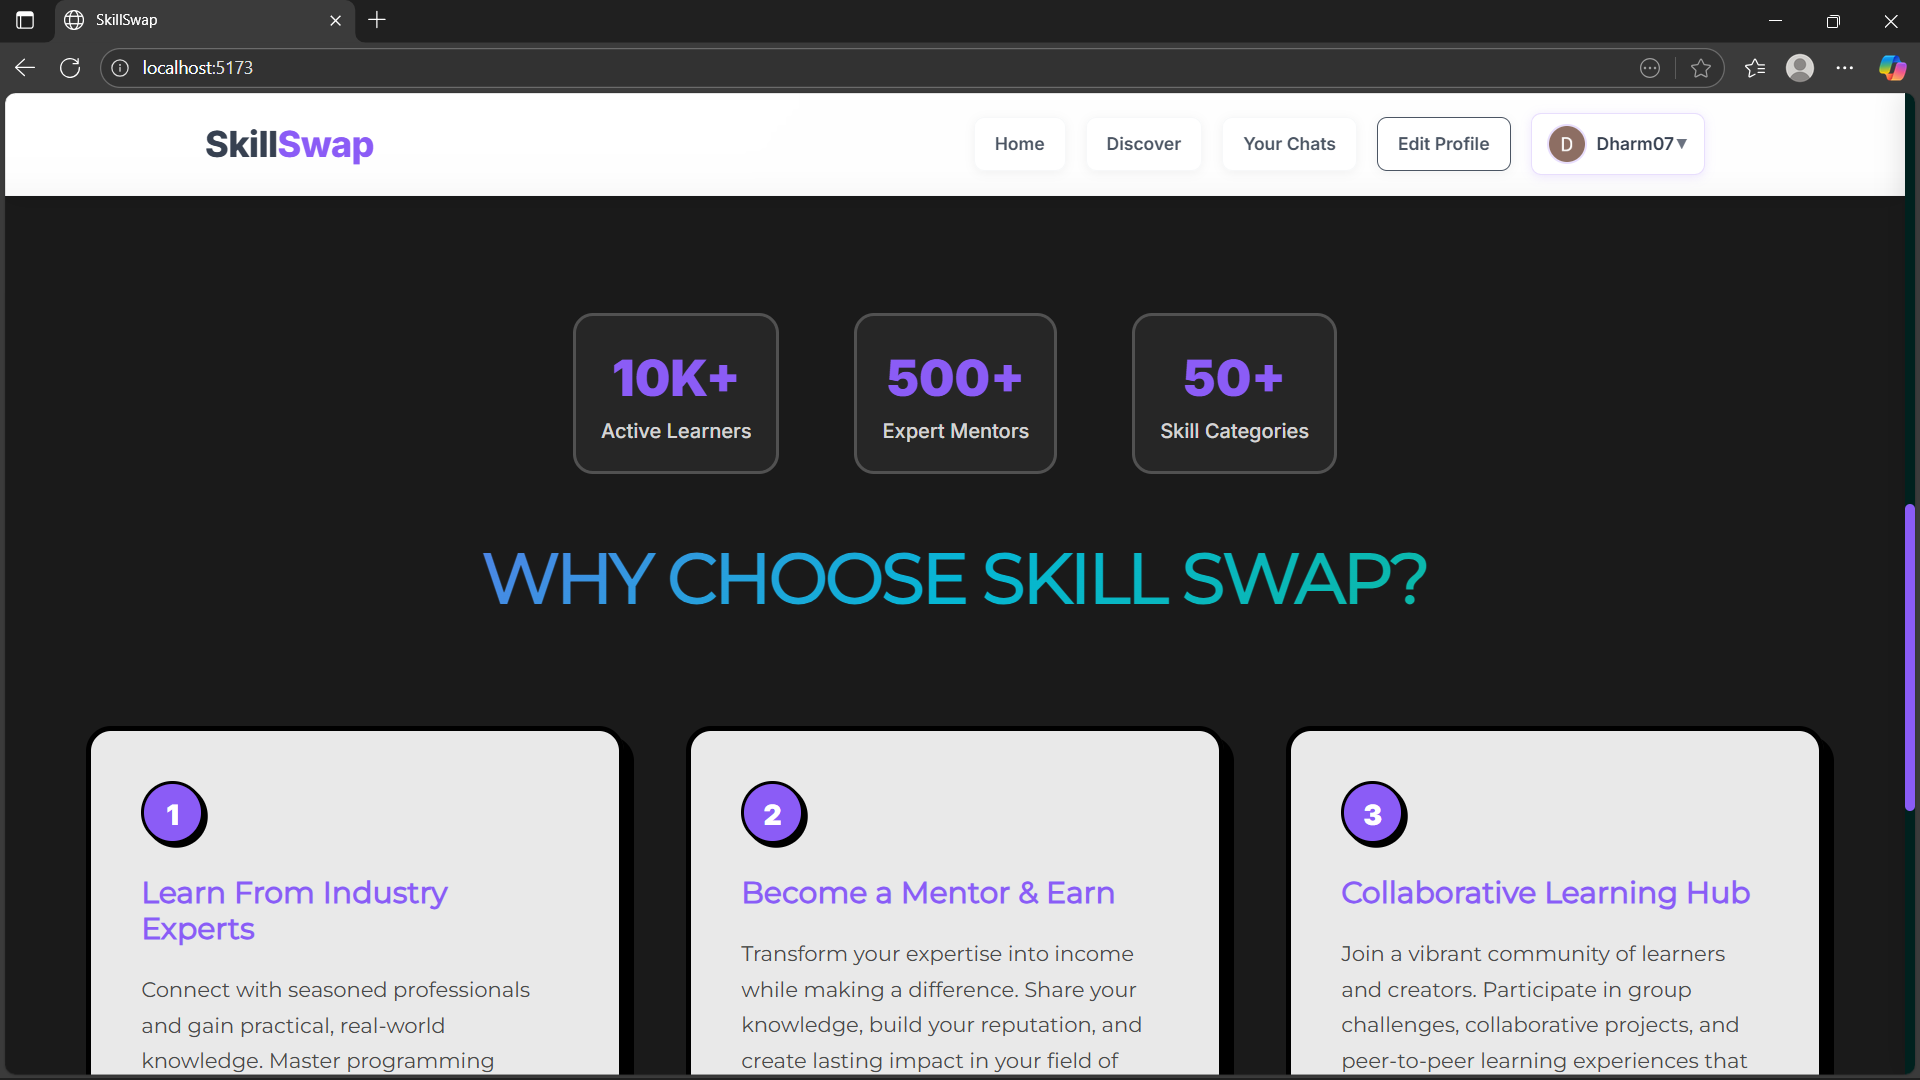 SkillSwap
localhost:5173
SkillSwap
Home
Discover
Your Chats
Edit Profile
D
Dharm07▼
10K+
Active Learners
500+
Expert Mentors
50+
Skill Categories
WHY CHOOSE SKILL SWAP?
1
Learn From Industry
Experts
Connect with seasoned professionals
and gain practical, real-world
knowledge. Master programming
2
Become a Mentor & Earn
Transform your expertise into income
while making a difference. Share your
knowledge, build your reputation, and
create lasting impact in your field of
3
Collaborative Learning Hub
Join a vibrant community of learners
and creators. Participate in group
challenges, collaborative projects, and
peer-to-peer learning experiences that